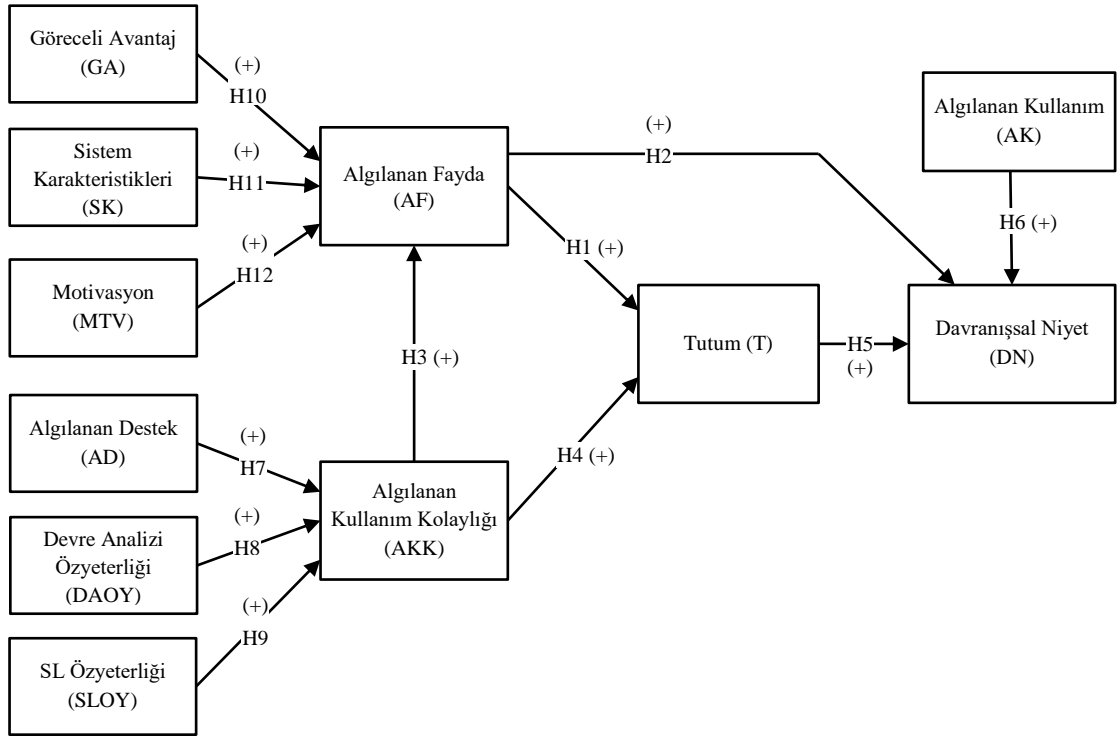 Göreceli Avantaj
(GA)
(+)
H10
Sistem
Karakteristikleri
(SK)
(+)
H11
Motivasyon
(MTV)
(+)
H12
Algılanan Fayda
(AF)
(+)
H2
Algılanan Kullanım
(AK)
H6 (+)
H1 (+)
H3 (+)
Tutum (T)
H5
(+)
Davranışsal Niyet
(DN)
H4 (+)
Algılanan Destek
(AD)
(+)
H7
Devre Analizi
Özyeterliği
(DAOY)
(+)
H8
Algılanan
Kullanım Kolaylığı
(AKK)
SL Özyeterliği
(SLOY)
(+)
H9